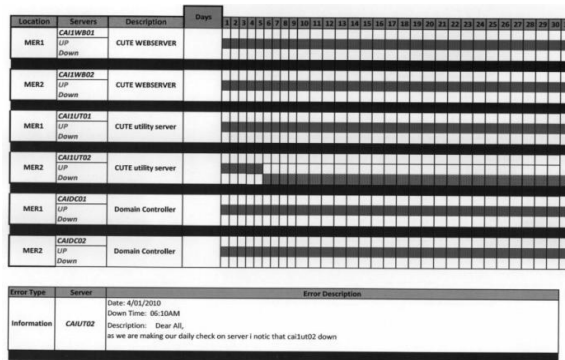 Days
Location Servers Description 1 2 3 4 5 6 7 8 9 10 11 12 13 14 15 16 17 18 19 20 21 22 23 24 25 26 27 28 29 30
CAI1WB01
MER1 UP CUTE WEBSERVER
Down
CAI1WB02
MER2 UP CUTE WEBSERVER
Down
CAI1UT01
MER1 UP CUTE utility server
Down
CAI1UT02
MER2 UP CUTE utility server
Down
CAIDC01
MER1 UP Domain Controller
Down
CAIDC02
MER2 UP Domain Controller
Down
Error Type Server Error Description
Date: 4/01/2010
Down Time: 06:10AM
Information CAIUT02 Description: Dear All,
as we are making our daily check on server i notic that cai1ut02 down